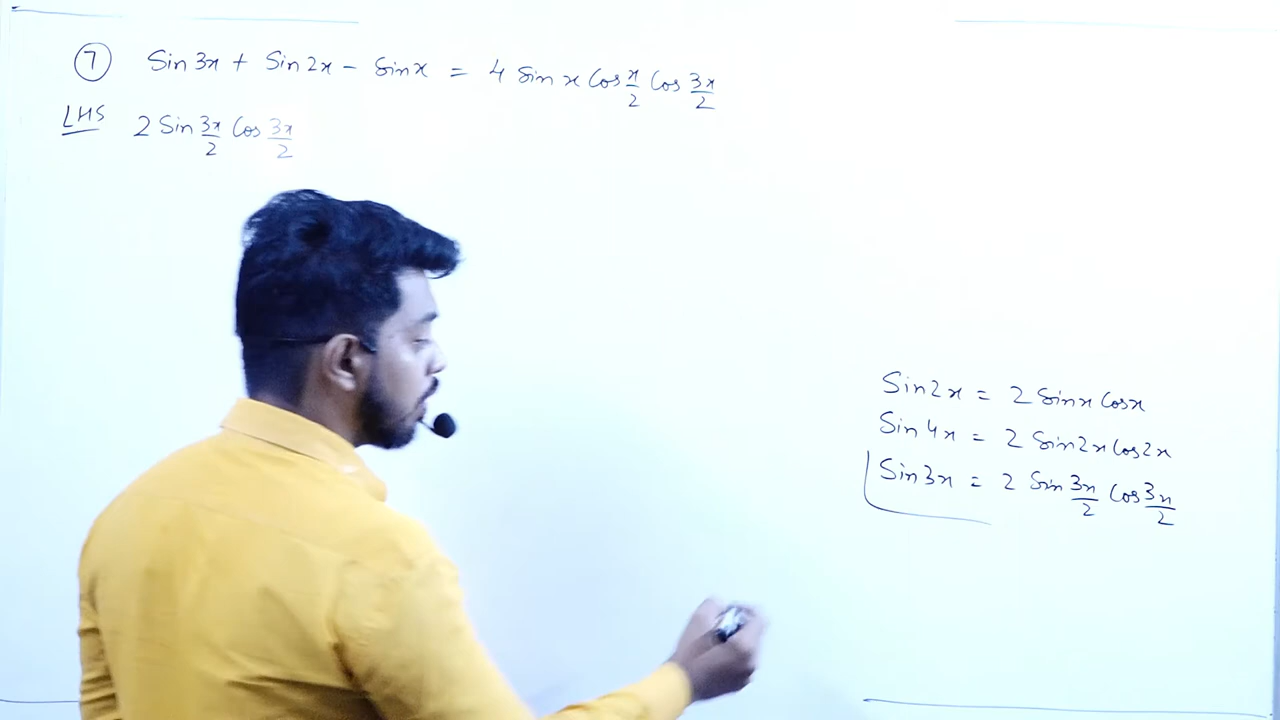 7 Sin 3x + Sin 2x - Sin x = 4 Sin x Cos x/2 Cos 3x/2
LHS 2 Sin 3x/2 Cos 3x/2
Sin 2x = 2 Sin x Cos x
Sin 4x = 2 Sin 2x Cos 2x
Sin 3x = 2 Sin 3x/2 Cos 3x/2